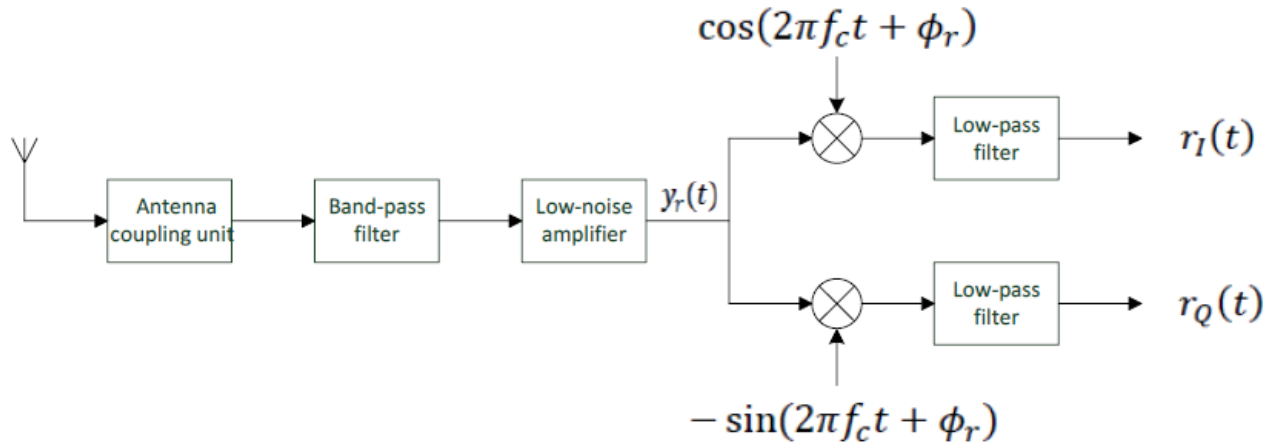 cos(2πf_c t + ϕ_r)
Low-pass
filter
r_I(t)
Antenna
coupling unit
Band-pass
filter
Low-noise
amplifier
y_r(t)
Low-pass
filter
r_Q(t)
− sin(2πf_c t + ϕ_r)